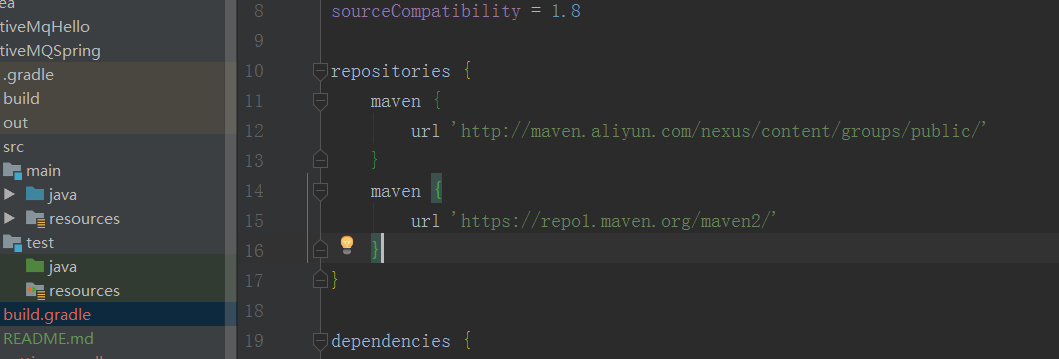 ea
tiveMqHello
tiveMQSpring
.gradle
build
out
src
main
java
resources
test
java
resources
build.gradle
README.md
8 sourceCompatibility = 1.8
9
10 repositories {
11 maven {
12 url 'http://maven.aliyun.com/nexus/content/groups/public/'
13 }
14 maven {
15 url 'https://repo1.maven.org/maven2/'
16 }
17 }
18
19 dependencies {